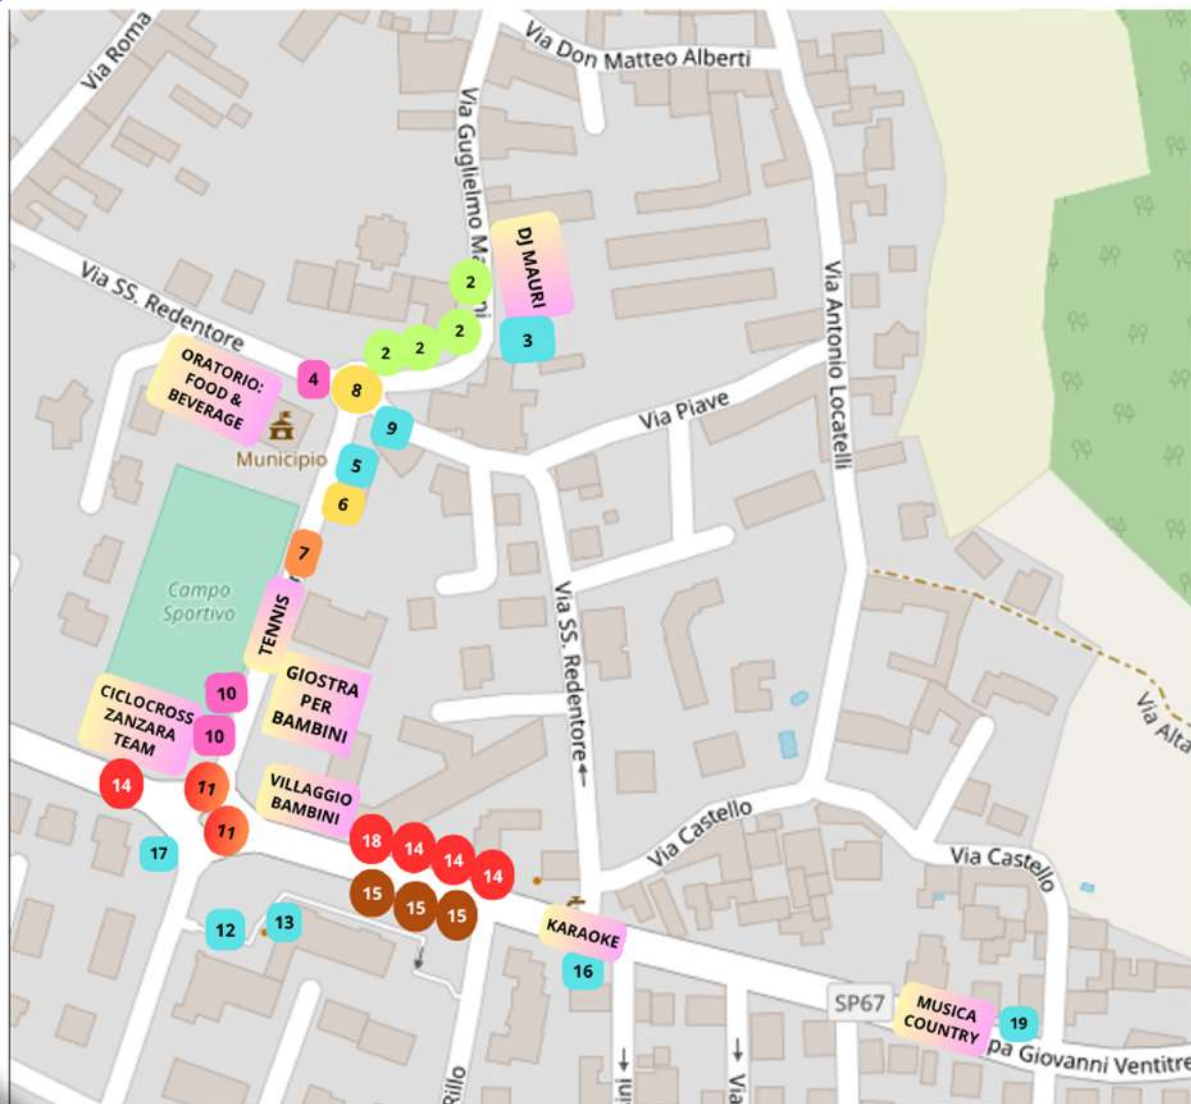 Via Roma
Via Don Matteo Alberti
Via Guglielmo Ma
ni
DJ MAURI
2
2
2
2
3
Via SS. Redentore
Via Antonio Locatelli
ORATORIO:
FOOD &
BEVERAGE
4
8
9
Via Piave
Municipio
5
6
7
Campo
Sportivo
TENNIS
Via SS. Redentore
GIOSTRA
PER
BAMBINI
10
10
CICLOCROSS
ZANZARA
TEAM
Via Alta
14
11
11
VILLAGGIO
BAMBINI
17
18
14
14
14
Via Castello
Via Castello
15
15
15
12
13
KARAOKE
16
SP67
MUSICA
COUNTRY
19
pa Giovanni Ventitre
Via